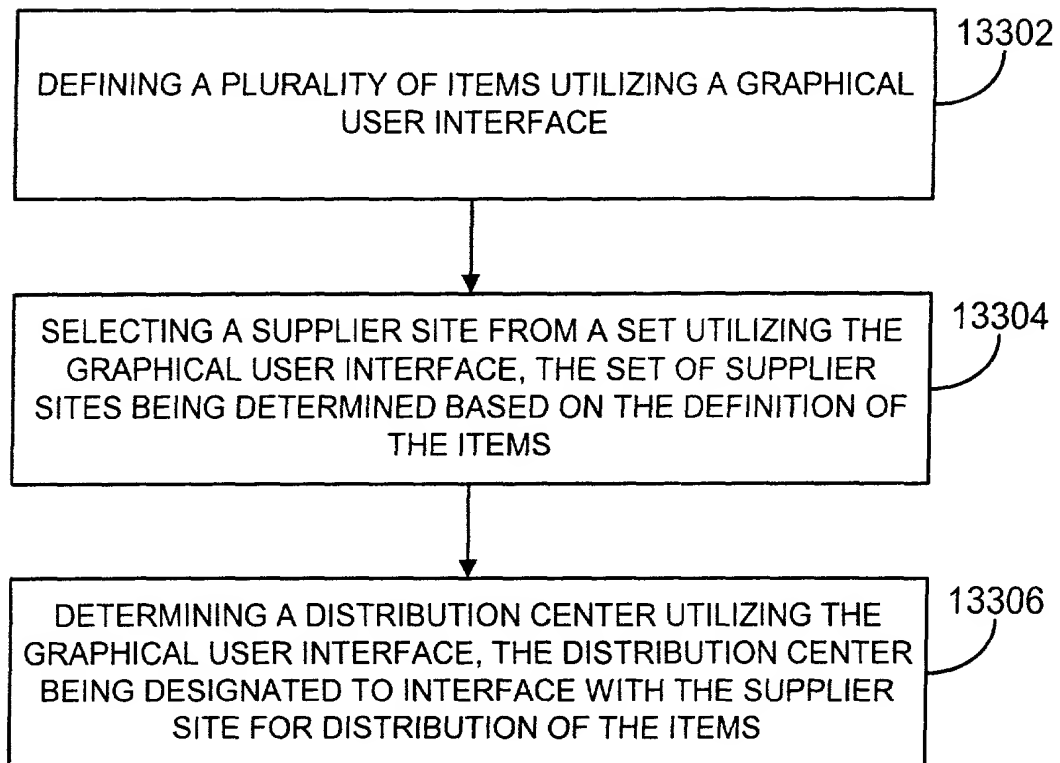 13302
DEFINING A PLURALITY OF ITEMS UTILIZING A GRAPHICAL
USER INTERFACE
13304
SELECTING A SUPPLIER SITE FROM A SET UTILIZING THE
GRAPHICAL USER INTERFACE, THE SET OF SUPPLIER
SITES BEING DETERMINED BASED ON THE DEFINITION OF
THE ITEMS
13306
DETERMINING A DISTRIBUTION CENTER UTILIZING THE
GRAPHICAL USER INTERFACE, THE DISTRIBUTION CENTER
BEING DESIGNATED TO INTERFACE WITH THE SUPPLIER
SITE FOR DISTRIBUTION OF THE ITEMS